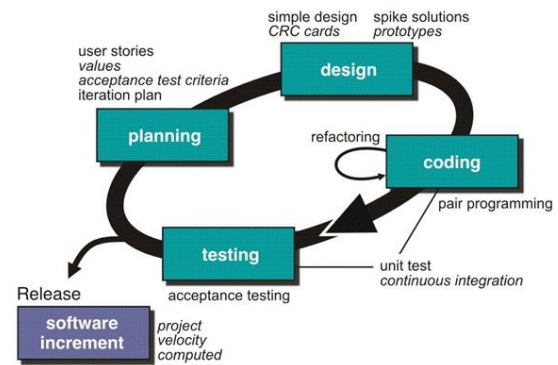 simple design
CRC cards
spike solutions
prototypes
user stories
values
acceptance test criteria
iteration plan
design
planning
refactoring
coding
pair programming
testing
unit test
continuous integration
acceptance testing
Release
software
increment
project
velocity
computed